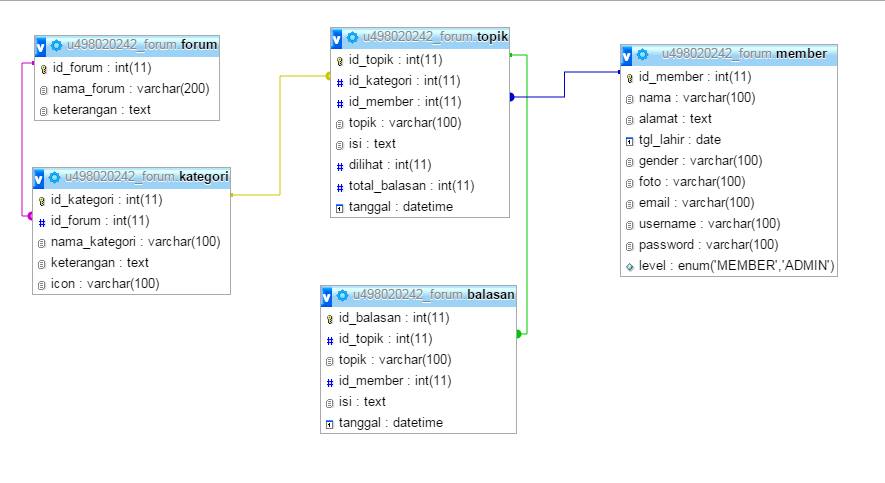 u498020242_forum.forum
id_forum : int(11)
nama_forum : varchar(200)
keterangan : text
u498020242_forum.kategori
id_kategori : int(11)
id_forum : int(11)
nama_kategori : varchar(100)
keterangan : text
icon : varchar(100)
u498020242_forum.topik
id_topik : int(11)
id_kategori : int(11)
id_member : int(11)
topik : varchar(100)
isi : text
dilihat : int(11)
total_balasan : int(11)
tanggal : datetime
u498020242_forum.balasan
id_balasan : int(11)
id_topik : int(11)
topik : varchar(100)
id_member : int(11)
isi : text
tanggal : datetime
u498020242_forum.member
id_member : int(11)
nama : varchar(100)
alamat : text
tgl_lahir : date
gender : varchar(100)
foto : varchar(100)
email : varchar(100)
username : varchar(100)
password : varchar(100)
level : enum('MEMBER','ADMIN')